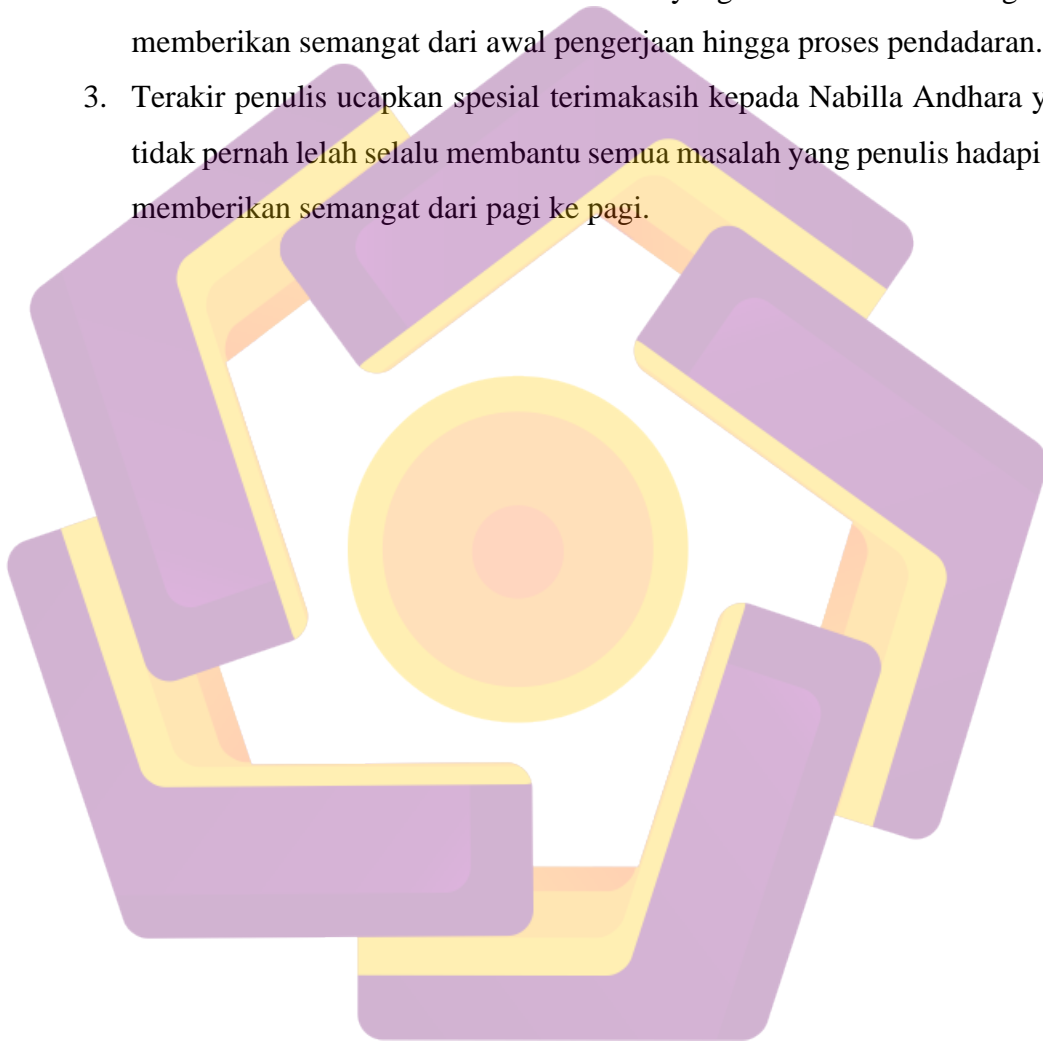 memberikan semangat dari awal pengerjaan hingga proses pendadaran.
3. Terakir penulis ucapkan spesial terimakasih kepada Nabilla Andhara y
tidak pernah lelah selalu membantu semua masalah yang penulis hadapi
memberikan semangat dari pagi ke pagi.